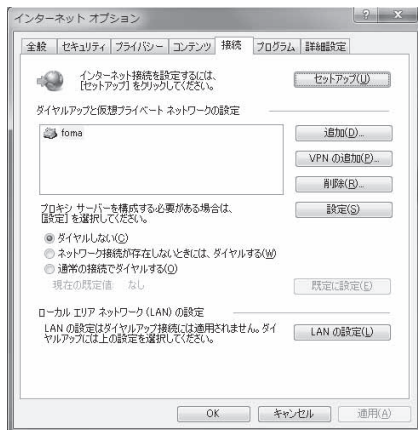 インターネット オプション
全般 セキュリティ プライバシー コンテンツ 接続 プログラム 詳細設定
インターネット接続を設定するには、
[セットアップ] をクリックしてください。
セットアップ(U)
ダイヤルアップと仮想プライベート ネットワークの設定
foma
追加(D)...
VPN の追加(P)...
削除(R)...
プロキシ サーバーを構成する必要がある場合は、
[設定] を選択してください。
設定(S)
ダイヤルしない(C)
ネットワーク接続が存在しないときには、ダイヤルする(W)
通常の接続でダイヤルする(O)
現在の既定値: なし
既定に設定(E)
ローカル エリア ネットワーク (LAN) の設定
LAN の設定はダイヤルアップ接続には適用されません。ダイ
ヤルアップには上の設定を選択してください。
LAN の設定(L)
OK キャンセル 適用(A)